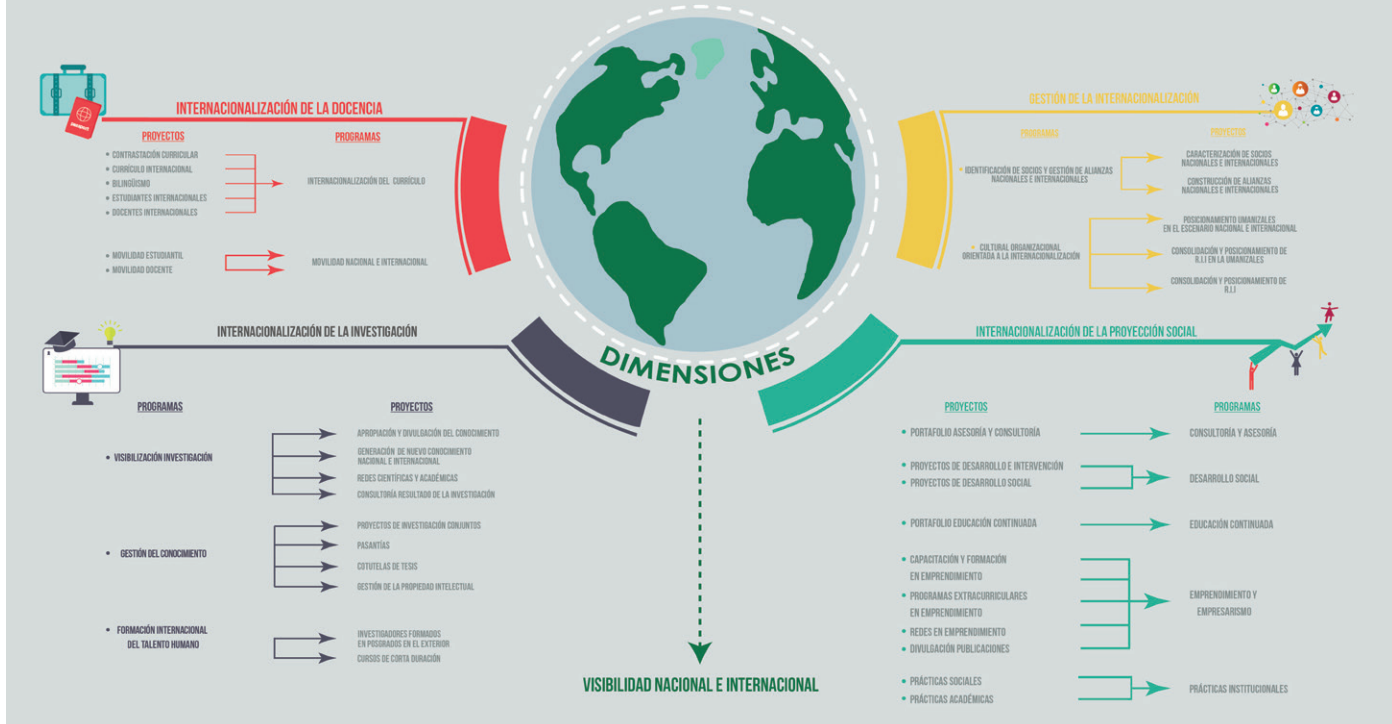 INTERNACIONALIZACIÓN DE LA DOCENCIA
PROYECTOS
PROGRAMAS
• CONTRASTACIÓN CURRICULAR
• CURRÍCULO INTERNACIONAL
• BILINGÜISMO
• ESTUDIANTES INTERNACIONALES
• DOCENTES INTERNACIONALES
INTERNACIONALIZACIÓN DEL CURRÍCULO
• MOVILIDAD ESTUDIANTIL
• MOVILIDAD DOCENTE
MOVILIDAD NACIONAL E INTERNACIONAL
GESTIÓN DE LA INTERNACIONALIZACIÓN
PROGRAMAS
PROYECTOS
• IDENTIFICACIÓN DE SOCIOS Y GESTIÓN DE ALIANZAS
NACIONALES E INTERNACIONALES
CARACTERIZACIÓN DE SOCIOS
NACIONALES E INTERNACIONALES
CONSTRUCCIÓN DE ALIANZAS
NACIONALES E INTERNACIONALES
• CULTURAL ORGANIZACIONAL
ORIENTADA A LA INTERNACIONALIZACIÓN
POSICIONAMIENTO UMANIZALES
EN EL ESCENARIO NACIONAL E INTERNACIONAL
CONSOLIDACIÓN Y POSICIONAMIENTO DE
R.I.I EN LA UMANIZALES
CONSOLIDACIÓN Y POSICIONAMIENTO DE
R.I.I
DIMENSIONES
INTERNACIONALIZACIÓN DE LA INVESTIGACIÓN
PROGRAMAS
PROYECTOS
• VISIBILIZACIÓN INVESTIGACIÓN
APROPIACIÓN Y DIVULGACIÓN DEL CONOCIMIENTO
GENERACIÓN DE NUEVO CONOCIMIENTO
NACIONAL E INTERNACIONAL
REDES CIENTÍFICAS Y ACADÉMICAS
CONSULTORÍA RESULTADO DE LA INVESTIGACIÓN
• GESTIÓN DEL CONOCIMIENTO
PROYECTOS DE INVESTIGACIÓN CONJUNTOS
PASANTÍAS
COTUTELAS DE TESIS
GESTIÓN DE LA PROPIEDAD INTELECTUAL
• FORMACIÓN INTERNACIONAL
DEL TALENTO HUMANO
INVESTIGADORES FORMADOS
EN POSGRADOS EN EL EXTERIOR
CURSOS DE CORTA DURACIÓN
INTERNACIONALIZACIÓN DE LA PROYECCIÓN SOCIAL
PROYECTOS
PROGRAMAS
• PORTAFOLIO ASESORÍA Y CONSULTORÍA
CONSULTORÍA Y ASESORÍA
• PROYECTOS DE DESARROLLO E INTERVENCIÓN
• PROYECTOS DE DESARROLLO SOCIAL
DESARROLLO SOCIAL
• PORTAFOLIO EDUCACIÓN CONTINUADA
EDUCACIÓN CONTINUADA
• CAPACITACIÓN Y FORMACIÓN
EN EMPRENDIMIENTO
• PROGRAMAS EXTRACURRICULARES
EN EMPRENDIMIENTO
• REDES EN EMPRENDIMIENTO
• DIVULGACIÓN PUBLICACIONES
EMPRENDIMIENTO Y
EMPRESARISMO
• PRÁCTICAS SOCIALES
• PRÁCTICAS ACADÉMICAS
PRÁCTICAS INSTITUCIONALES
VISIBILIDAD NACIONAL E INTERNACIONAL